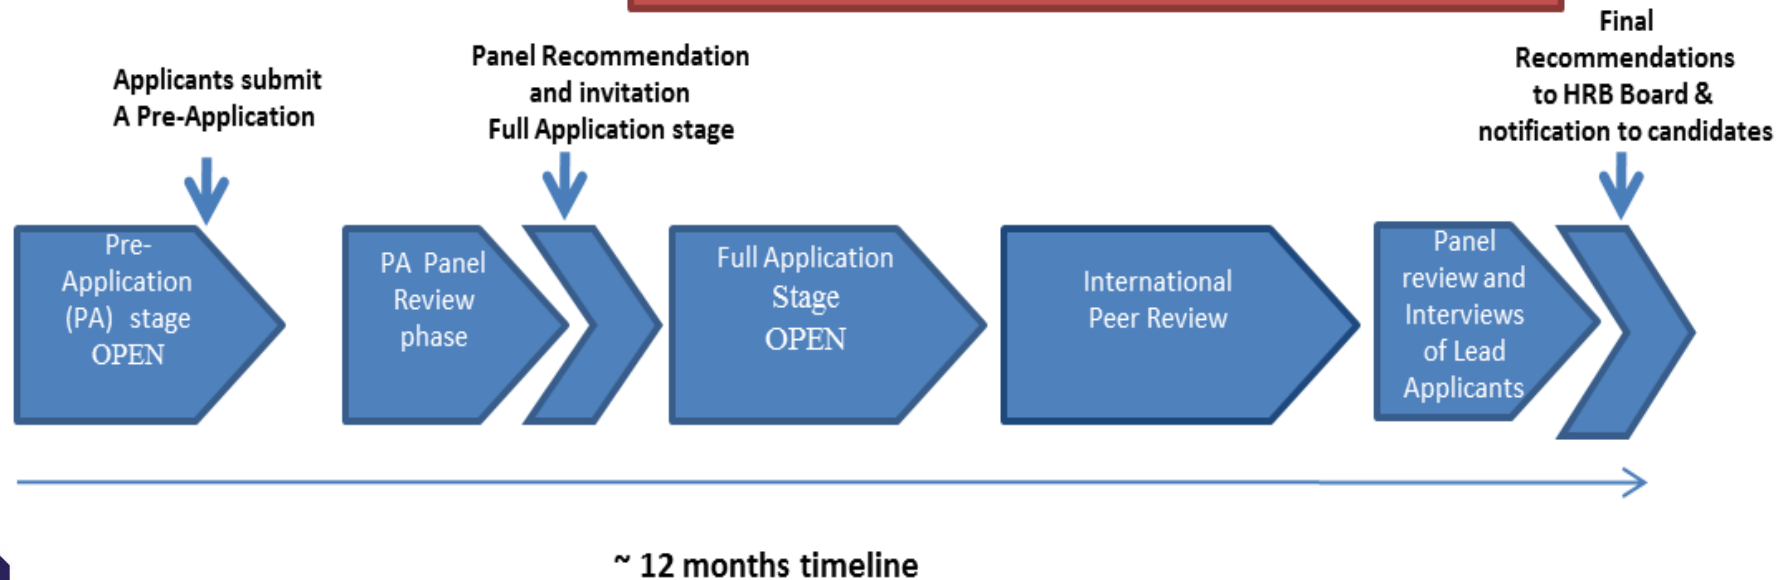 Applicants submit
A Pre-Application
Panel Recommendation
and invitation
Full Application stage
Final
Recommendations
to HRB Board &
notification to candidates
Pre-
Application
(PA) stage
OPEN
PA Panel
Review
phase
Full Application
Stage
OPEN
International
Peer Review
Panel
review and
Interviews
of Lead
Applicants
~ 12 months timeline